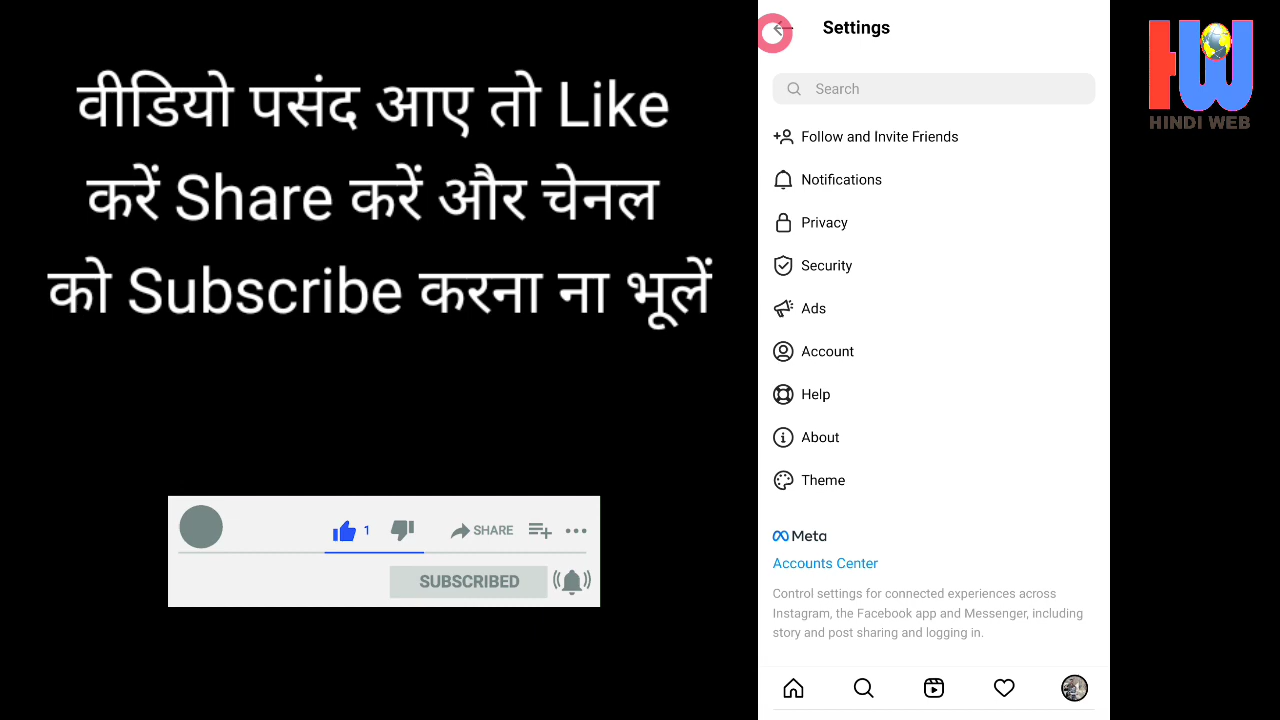 वीडियो पसंद आए तो Like
करें Share करें और चेनल
को Subscribe करना ना भूलें
1
SHARE
SUBSCRIBED
Settings
Search
Follow and Invite Friends
Notifications
Privacy
Security
Ads
Account
Help
About
Theme
Meta
Accounts Center
Control settings for connected experiences across
Instagram, the Facebook app and Messenger, including
story and post sharing and logging in.
HW
HINDI WEB